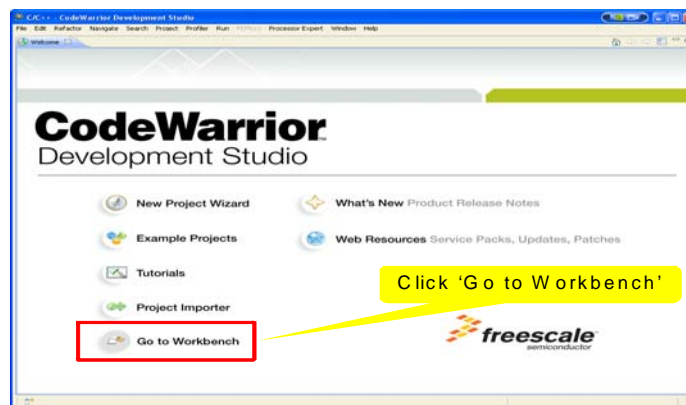 C/C++ - CodeWarrior Development Studio
File Edit Refactor Navigate Search Project Profiler Run Processor Expert Window Help
Welcome
CodeWarrior
Development Studio
New Project Wizard
What's New Product Release Notes
Example Projects
Web Resources Service Packs, Updates, Patches
Tutorials
Click ‘Go to Workbench’
Project Importer
Go to Workbench
freescale
semiconductor